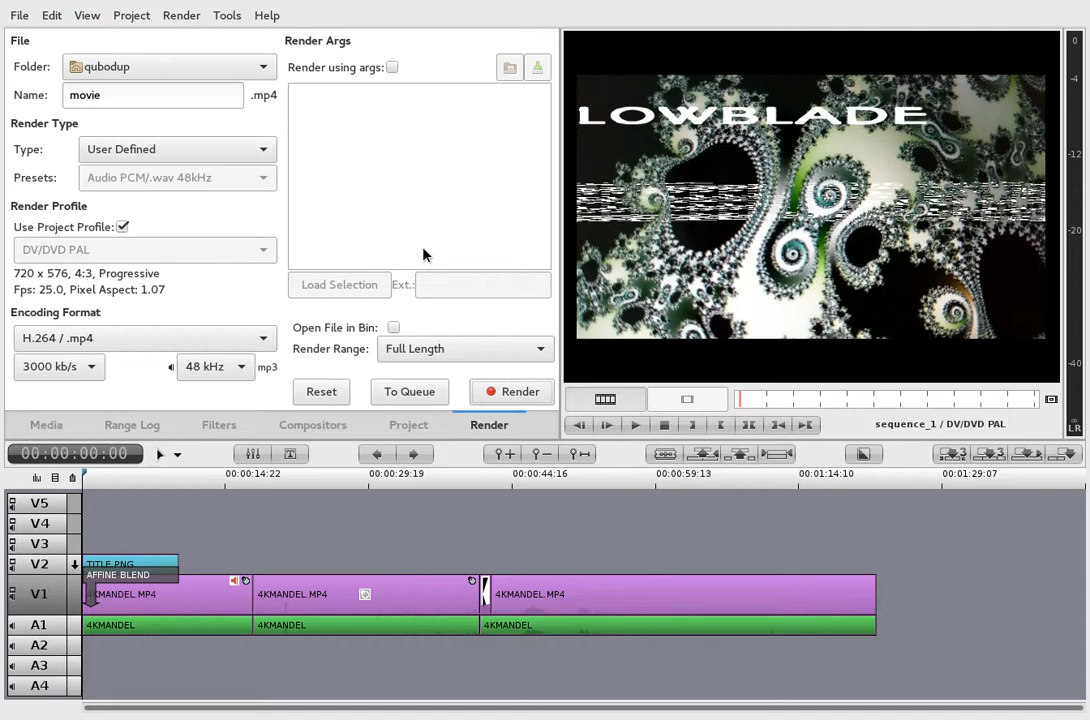 File Edit View Project Render Tools Help
File
Folder: qubodup
Name: movie .mp4
Render Type
Type: User Defined
Presets: Audio PCM/.wav 48kHz
Render Profile
Use Project Profile:
DV/DVD PAL
720 x 576, 4:3, Progressive
Fps: 25.0, Pixel Aspect: 1.07
Encoding Format
H.264 / .mp4
3000 kb/s 48 kHz mp3
Render Args
Render using args:
Load Selection Ext.:
Open File in Bin:
Render Range: Full Length
Reset To Queue Render
Media Range Log Filters Compositors Project Render
LOWBLADE
0
-4
-12
-20
-40
∞
LR
sequence_1 / DV/DVD PAL
00:00:00:00
00:00:14:22 00:00:29:19 00:00:44:16 00:00:59:13 00:01:14:10 00:01:29:07
V5
V4
V3
V2 TITLE.PNG
AFFINE BLEND
V1 4KMANDEL.MP4 4KMANDEL.MP4 4KMANDEL.MP4
A1 4KMANDEL 4KMANDEL 4KMANDEL
A2
A3
A4